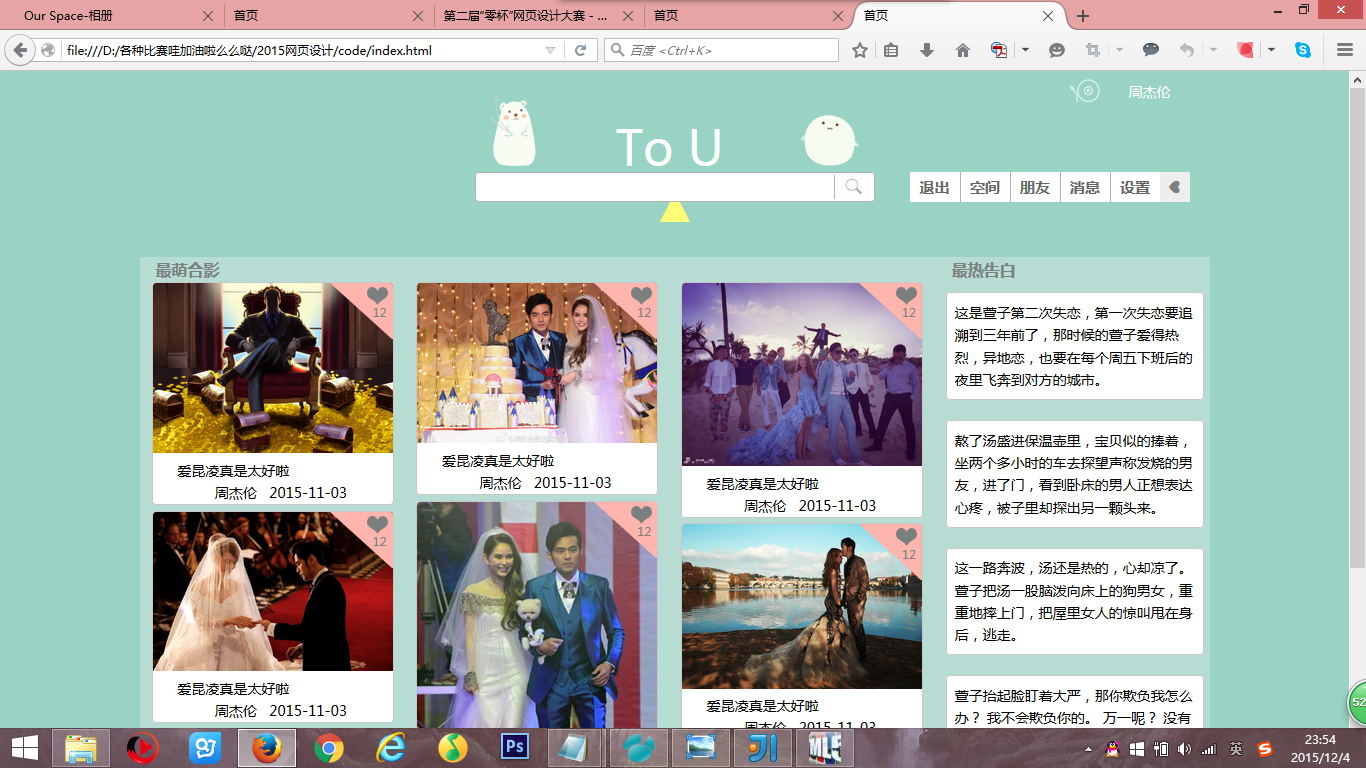 Our Space-相册
首页
第二届“零杯”网页设计大赛 - ...
首页
首页
file:///D:/各种比赛哇加油啦么么哒/2015网页设计/code/index.html
百度 <Ctrl+K>
周杰伦
To U
退出
空间
朋友
消息
设置
最萌合影
最热告白
12
爱昆凌真是太好啦
周杰伦 2015-11-03
12
爱昆凌真是太好啦
周杰伦 2015-11-03
12
爱昆凌真是太好啦
周杰伦 2015-11-03
12
爱昆凌真是太好啦
周杰伦 2015-11-03
12
12
爱昆凌真是太好啦
周杰伦 2015-11-03
这是萱子第二次失恋，第一次失恋要追
溯到三年前了，那时候的萱子爱得热
烈，异地恋，也要在每个周五下班后的
夜里飞奔到对方的城市。
熬了汤盛进保温壶里，宝贝似的捧着，
坐两个多小时的车去探望声称发烧的男
友，进了门，看到卧床的男人正想表达
心疼，被子里却探出另一颗头来。
这一路奔波，汤还是热的，心却凉了。
萱子把汤一股脑泼向床上的狗男女，重
重地摔上门，把屋里女人的惊叫甩在身
后，逃走。
萱子抬起脸盯着大严，那你欺负我怎么
办？ 我不会欺负你的。 万一呢？ 没有
52
Ps
JI
MLE
英
23:54
2015/12/4